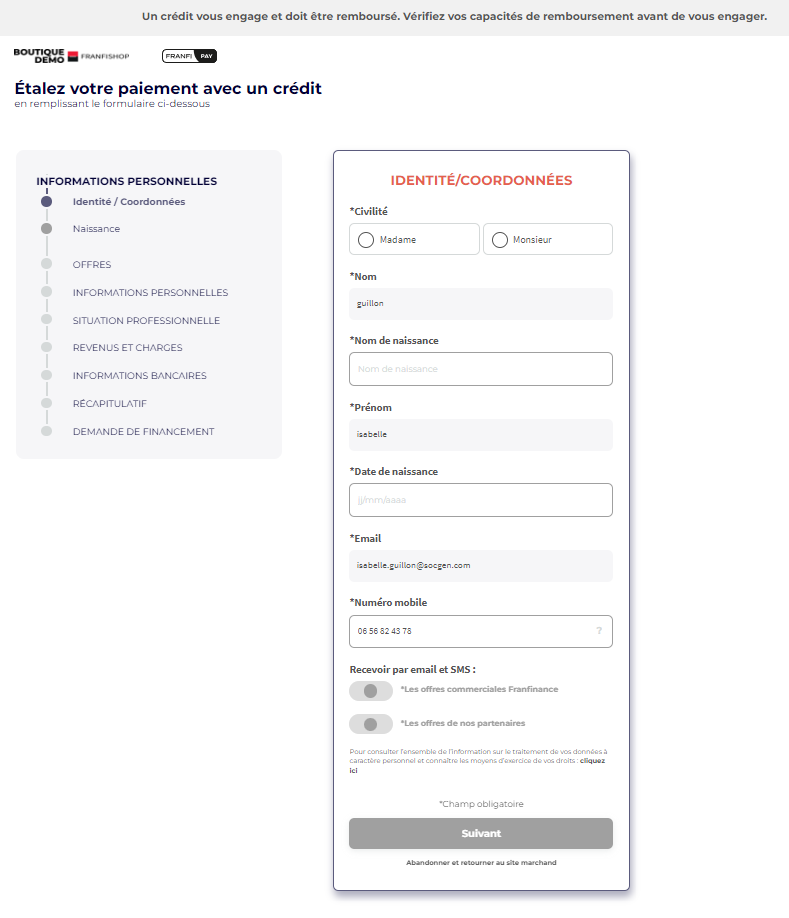 Un crédit vous engage et doit être remboursé. Vérifiez vos capacités de remboursement avant de vous engager.
BOUTIQUE DEMO FRANFISHOP FRANFI PAY
Étalez votre paiement avec un crédit
en remplissant le formulaire ci-dessous
INFORMATIONS PERSONNELLES
Identité / Coordonnées
Naissance
OFFRES
INFORMATIONS PERSONNELLES
SITUATION PROFESSIONNELLE
REVENUS ET CHARGES
INFORMATIONS BANCAIRES
RÉCAPITULATIF
DEMANDE DE FINANCEMENT
IDENTITÉ/COORDONNÉES
*Civilité
Madame Monsieur
*Nom
guillon
*Nom de naissance
Nom de naissance
*Prénom
isabelle
*Date de naissance
jj/mm/aaaa
*Email
isabelle.guillon@socgen.com
*Numéro mobile
06 56 82 43 78 ?
Recevoir par email et SMS :
*Les offres commerciales Franfinance
*Les offres de nos partenaires
Pour consulter l'ensemble de l'information sur le traitement de vos données à
caractère personnel et connaître les moyens d'exercice de vos droits : cliquez
ici
*Champ obligatoire
Suivant
Abandonner et retourner au site marchand